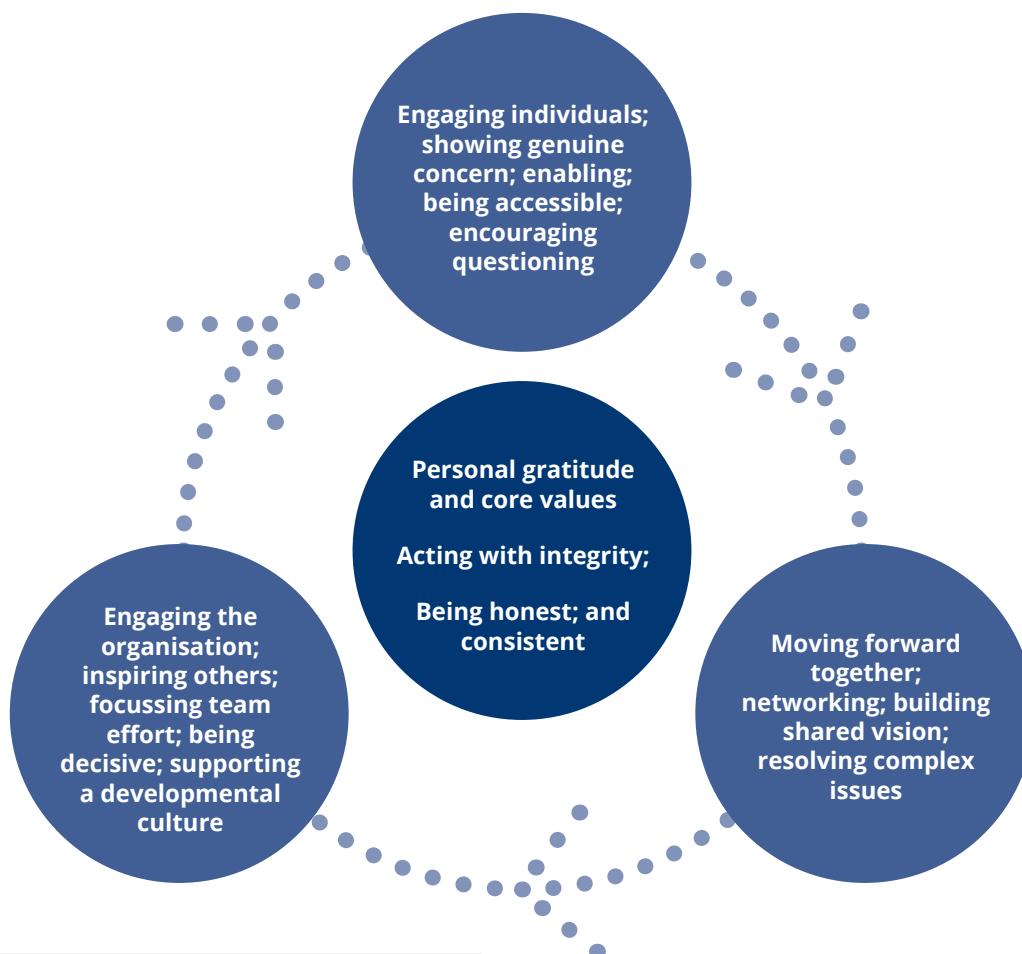 Engaging individuals;
showing genuine
concern; enabling;
being accessible;
encouraging
questioning
Personal gratitude
and core values
Acting with integrity;
Being honest; and
consistent
Engaging the
organisation;
inspiring others;
focussing team
effort; being
decisive; supporting
a developmental
culture
Moving forward
together;
networking; building
shared vision;
resolving complex
issues